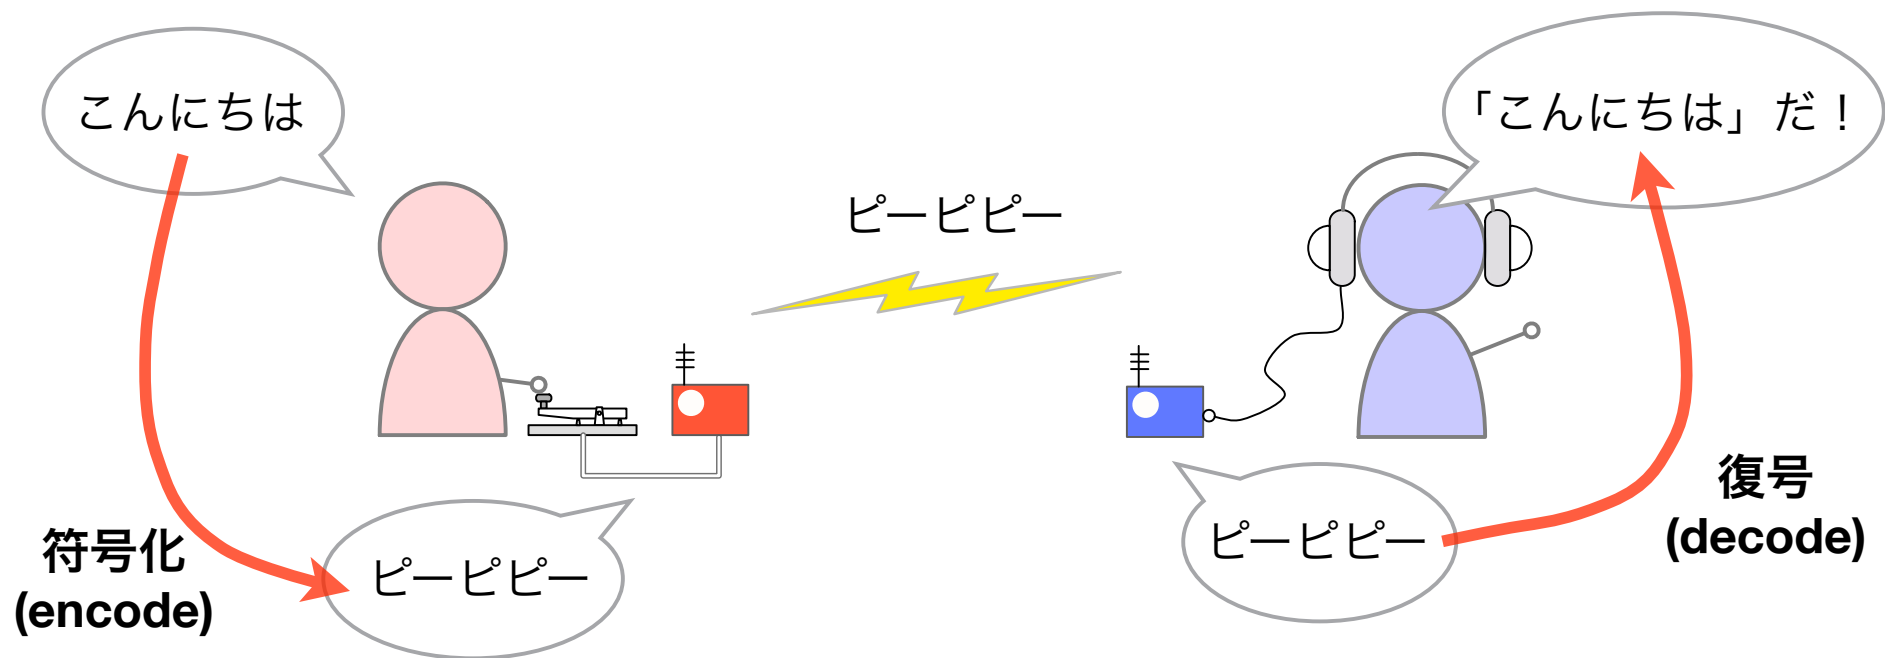 こんにちは
符号化
(encode)
ピーピピー
ピーピピー
ピーピピー
復号
(decode)
「こんにちは」だ！